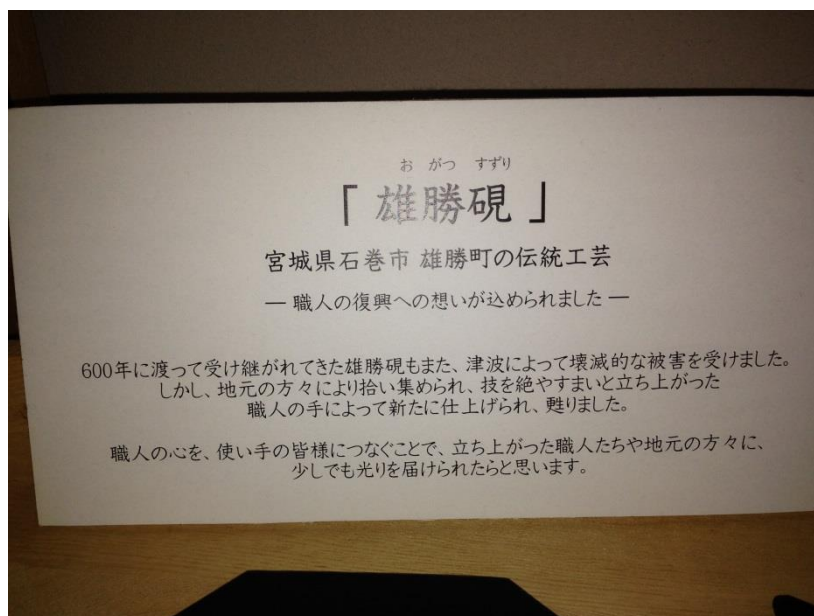 お がつ すずり
「 雄勝硯 」
宮城県石巻市 雄勝町の伝統工芸
― 職人の復興への想いが込められました ―
600年に渡って受け継がれてきた雄勝硯もまた、津波によって壊滅的な被害を受けました。
しかし、地元の方々により拾い集められ、技を絶やすまいと立ち上がった
職人の手によって新たに仕上げられ、甦りました。
職人の心を、使い手の皆様につなぐことで、立ち上がった職人たちや地元の方々に、
少しでも光りを届けられたらと思います。